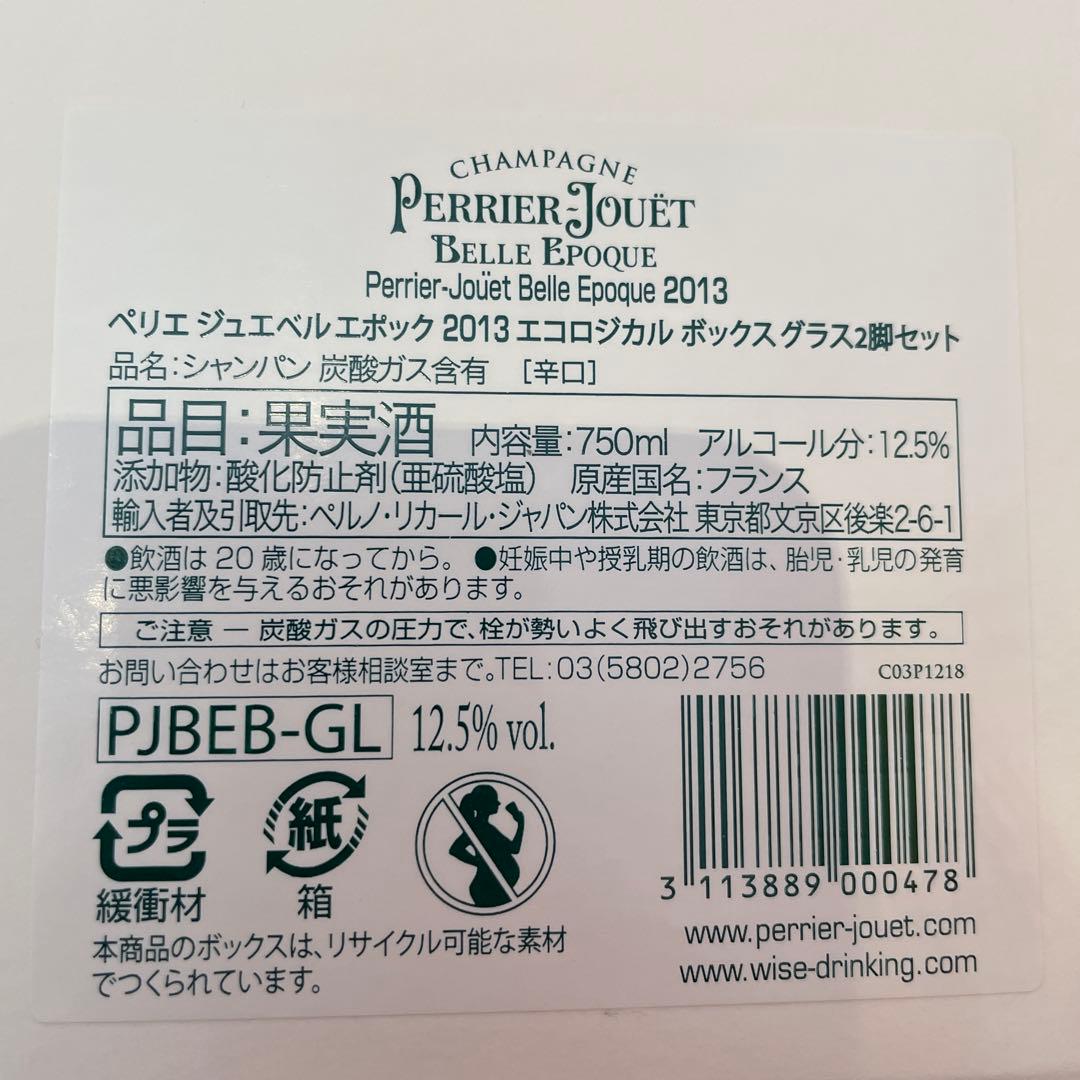 CHAMPAGNE
PERRIER-JOUËT
BELLE EPOQUE
Perrier-Joüet Belle Epoque 2013
ペリエ ジュエ ベル エポック 2013 エコロジカル ボックス グラス2脚セット
品名:シャンパン 炭酸ガス含有 [辛口]
品目:果実酒 内容量:750ml アルコール分:12.5%
添加物:酸化防止剤(亜硫酸塩) 原産国名:フランス
輸入者及引取先:ペルノ・リカール・ジャパン株式会社 東京都文京区後楽2-6-1
●飲酒は 20 歳になってから。 ●妊娠中や授乳期の飲酒は、胎児・乳児の発育
に悪影響を与えるおそれがあります。
ご注意 ― 炭酸ガスの圧力で、栓が勢いよく飛び出すおそれがあります。
お問い合わせはお客様相談室まで。TEL:03(5802)2756 C03P1218
PJBEB-GL 12.5% vol.
プラ 紙
緩衝材 箱
3 113889 000478
本商品のボックスは、リサイクル可能な素材
でつくられています。
www.perrier-jouet.com
www.wise-drinking.com